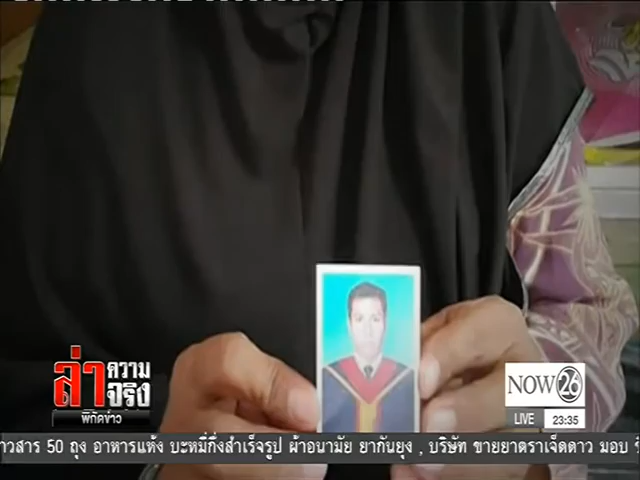 ล่าความจริง
พิกัดข่าว
NOW 26
LIVE 23:35
าวสาร 50 ถุง อาหารแห้ง บะหมี่กึ่งสำเร็จรูป ผ้าอนามัย ยากันยุง , บริษัท ขายยาตราเจ็ดดาว มอบ